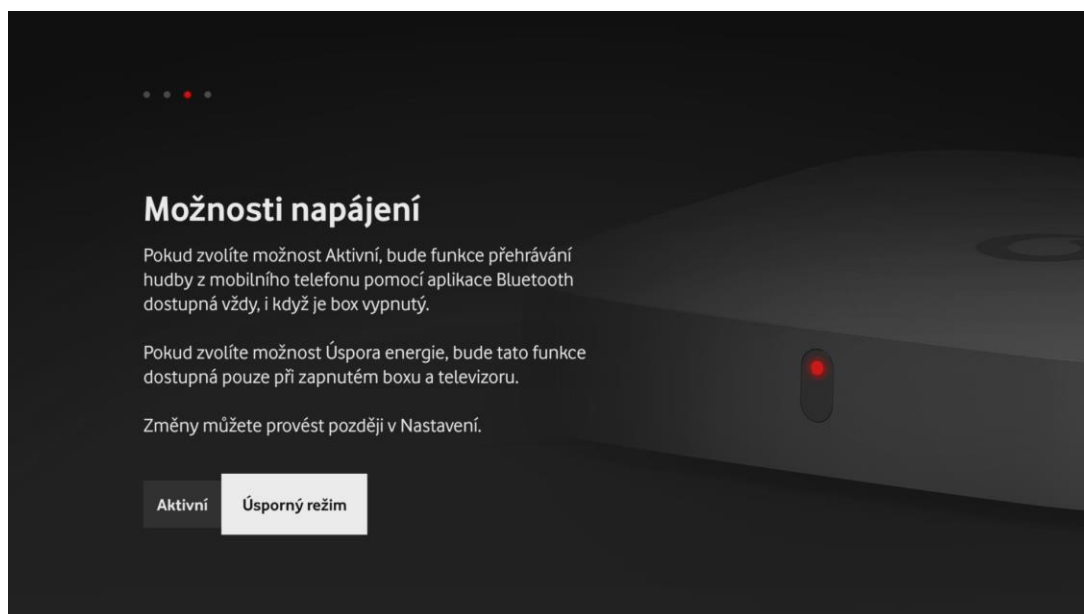 Možnosti napájení
Pokud zvolíte možnost Aktivní, bude funkce přehrávání
hudby z mobilního telefonu pomocí aplikace Bluetooth
dostupná vždy, i když je box vypnutý.
Pokud zvolíte možnost Úspora energie, bude tato funkce
dostupná pouze při zapnutém boxu a televizoru.
Změny můžete provést později v Nastavení.
Aktivní Úsporný režim